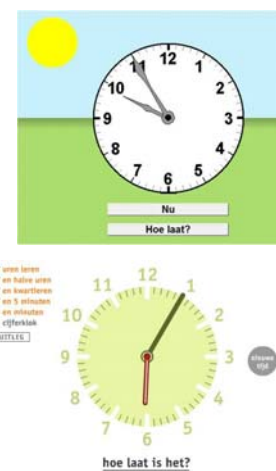 12
11 1
10 2
9 3
8 4
7 5
6
Nu
Hoe laat?
uren leren
en halve uren
en kwartieren
en 5 minuten
en minuten
cijferklok
UITLEG
12
11 1
10 2
9 3
8 4
7 5
6
nieuwe
tijd
hoe laat is het?